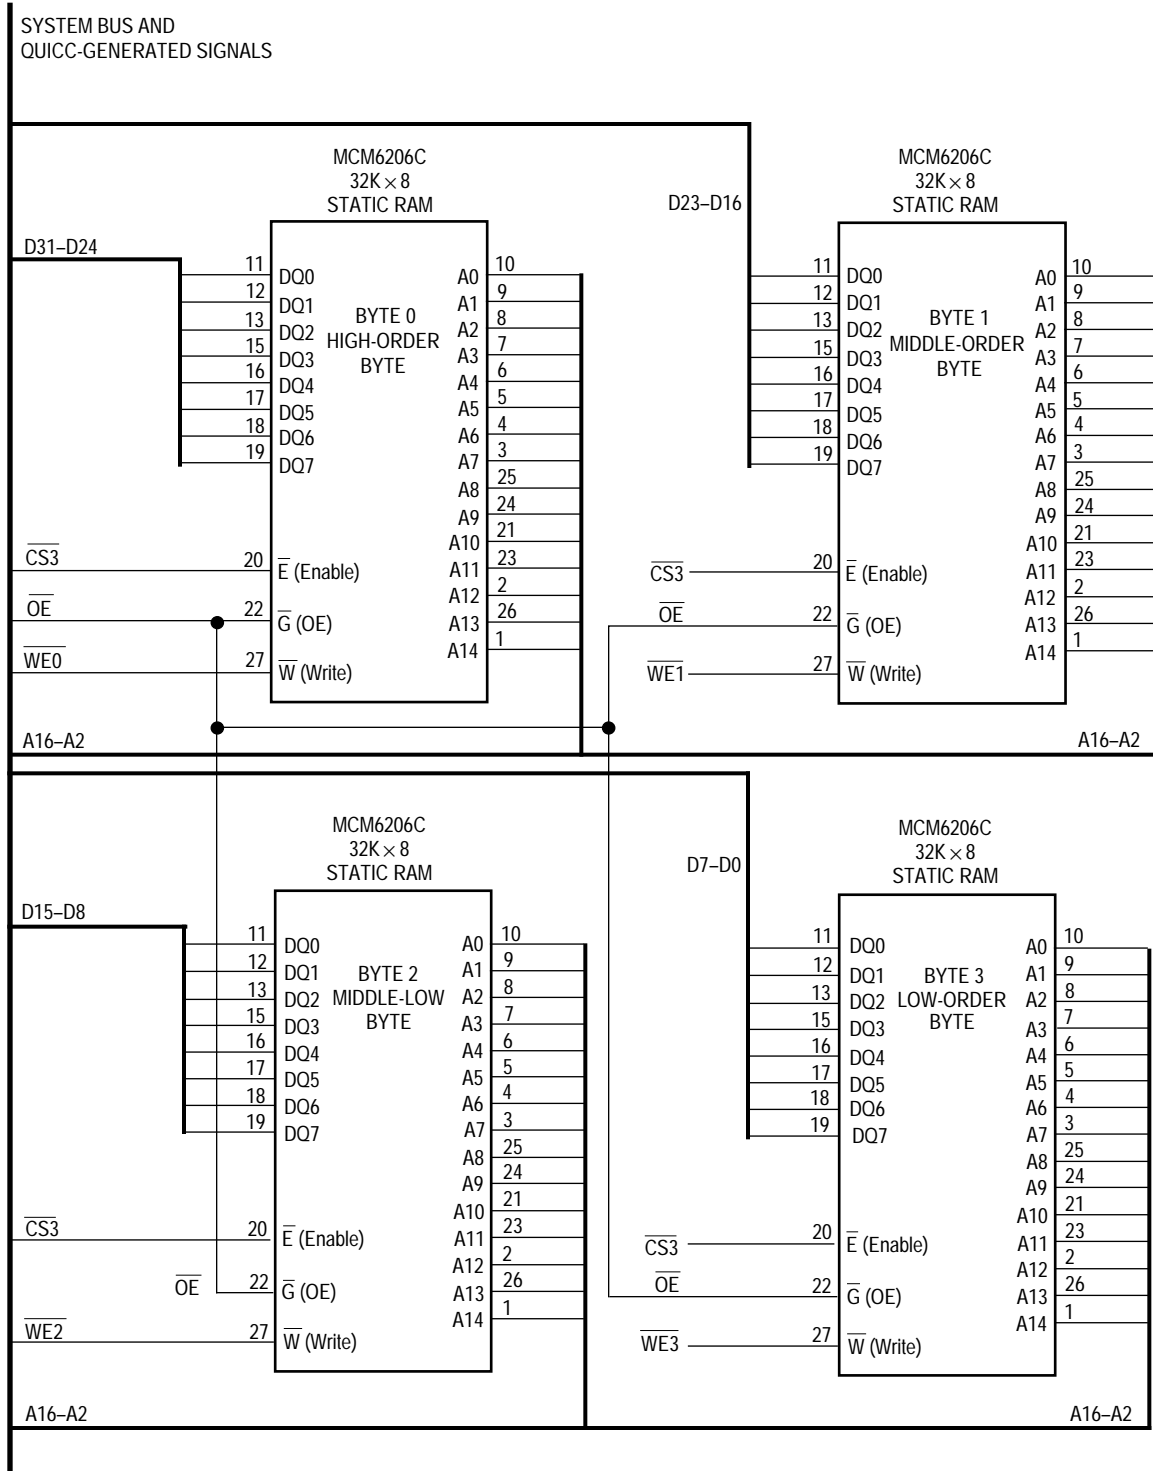 SYSTEM BUS AND
QUICC-GENERATED SIGNALS
MCM6206C
32K × 8
STATIC RAM
D31–D24
11 DQ0
12 DQ1
13 DQ2
15 DQ3
16 DQ4
17 DQ5
18 DQ6
19 DQ7
BYTE 0
HIGH-ORDER
BYTE
A0 10
A1 9
A2 8
A3 7
A4 6
A5 5
A6 4
A7 3
A8 25
A9 24
A10 21
A11 23
A12 2
A13 26
A14 1
CS3 20 E (Enable)
OE 22 G (OE)
WE0 27 W (Write)
A16–A2
MCM6206C
32K × 8
STATIC RAM
D23–D16
11 DQ0
12 DQ1
13 DQ2
15 DQ3
16 DQ4
17 DQ5
18 DQ6
19 DQ7
BYTE 1
MIDDLE-ORDER
BYTE
A0 10
A1 9
A2 8
A3 7
A4 6
A5 5
A6 4
A7 3
A8 25
A9 24
A10 21
A11 23
A12 2
A13 26
A14 1
CS3 20 E (Enable)
OE 22 G (OE)
WE1 27 W (Write)
A16–A2
MCM6206C
32K × 8
STATIC RAM
D15–D8
11 DQ0
12 DQ1
13 DQ2
15 DQ3
16 DQ4
17 DQ5
18 DQ6
19 DQ7
BYTE 2
MIDDLE-LOW
BYTE
A0 10
A1 9
A2 8
A3 7
A4 6
A5 5
A6 4
A7 3
A8 25
A9 24
A10 21
A11 23
A12 2
A13 26
A14 1
CS3 20 E (Enable)
OE 22 G (OE)
WE2 27 W (Write)
A16–A2
MCM6206C
32K × 8
STATIC RAM
D7–D0
11 DQ0
12 DQ1
13 DQ2
15 DQ3
16 DQ4
17 DQ5
18 DQ6
19 DQ7
BYTE 3
LOW-ORDER
BYTE
A0 10
A1 9
A2 8
A3 7
A4 6
A5 5
A6 4
A7 3
A8 25
A9 24
A10 21
A11 23
A12 2
A13 26
A14 1
CS3 20 E (Enable)
OE 22 G (OE)
WE3 27 W (Write)
A16–A2